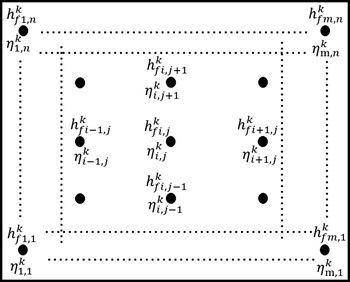 h^k_{f1,n} h^k_{fm,n}
η^k_{1,n} η^k_{m,n}
h^k_{fi,j+1}
η^k_{i,j+1}
h^k_{fi-1,j} h^k_{fi,j} h^k_{fi+1,j}
η^k_{i-1,j} η^k_{i,j} η^k_{i+1,j}
h^k_{fi,j-1}
η^k_{i,j-1}
h^k_{f1,1} h^k_{fm,1}
η^k_{1,1} η^k_{m,1}